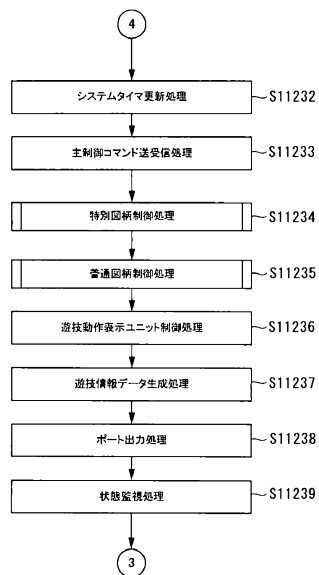 4
システムタイマ更新処理
S11232
主制御コマンド送受信処理
S11233
特別図柄制御処理
S11234
普通図柄制御処理
S11235
遊技動作表示ユニット制御処理
S11236
遊技情報データ生成処理
S11237
ポート出力処理
S11238
状態監視処理
S11239
3